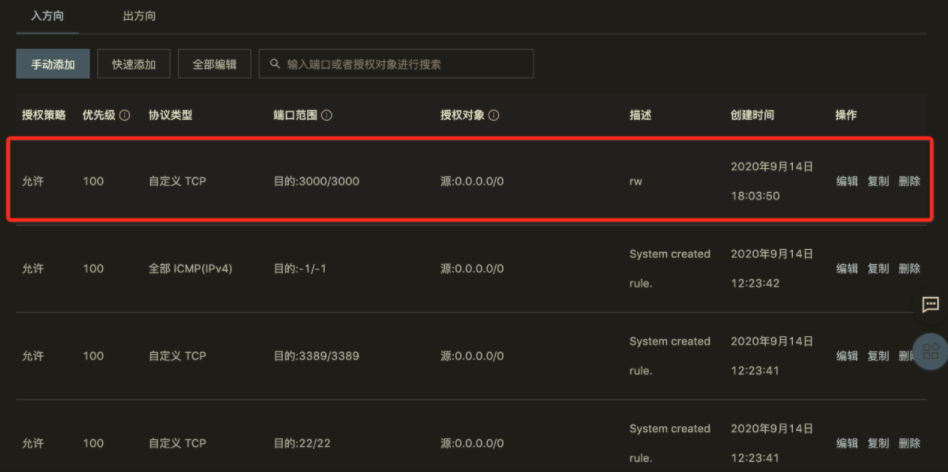 入方向 出方向
手动添加 快速添加 全部编辑 输入端口或者授权对象进行搜索
授权策略 优先级 协议类型 端口范围 授权对象 描述 创建时间 操作
允许 100 自定义 TCP 目的:3000/3000 源:0.0.0.0/0 rw 2020年9月14日 18:03:50 编辑 复制 删除
允许 100 全部 ICMP(IPv4) 目的:-1/-1 源:0.0.0.0/0 System created rule. 2020年9月14日 12:23:42 编辑 复制 删除
允许 100 自定义 TCP 目的:3389/3389 源:0.0.0.0/0 System created rule. 2020年9月14日 12:23:41 编辑 复制 删除
允许 100 自定义 TCP 目的:22/22 源:0.0.0.0/0 System created rule. 2020年9月14日 12:23:41 编辑 复制 删除